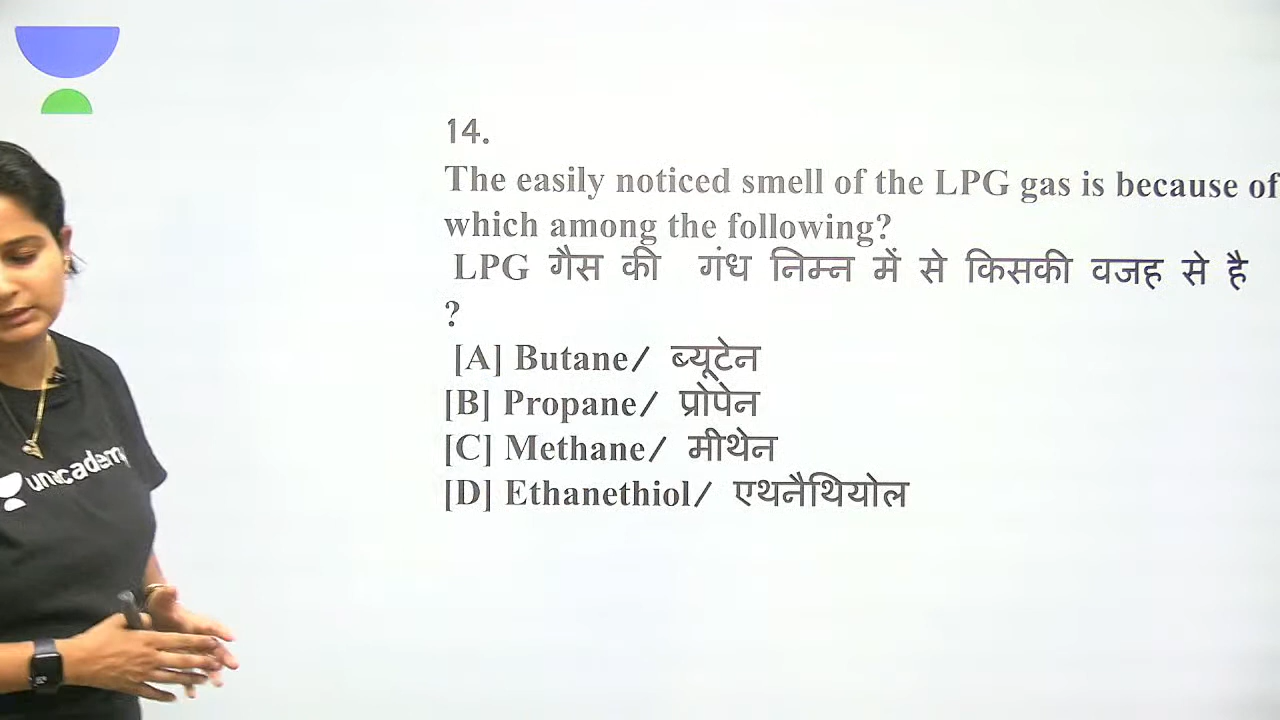 14.
The easily noticed smell of the LPG gas is because of
which among the following?
LPG गैस की गंध निम्न में से किसकी वजह से है
?
[A] Butane/ ब्यूटेन
[B] Propane/ प्रोपेन
[C] Methane/ मीथेन
[D] Ethanethiol/ एथनैथियोल
unacademy